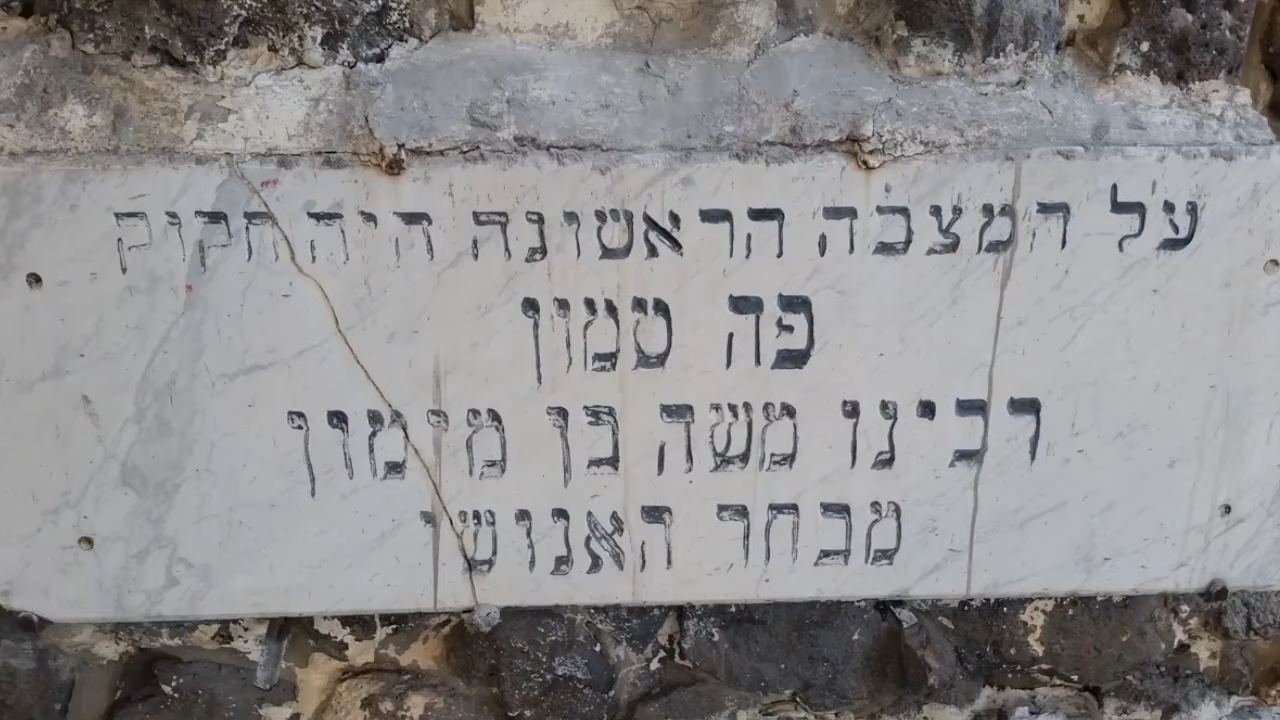 על המצבה הראשונה היה חקוק
פה טמון
רבינו משה בן מימון
מבחר האנושי